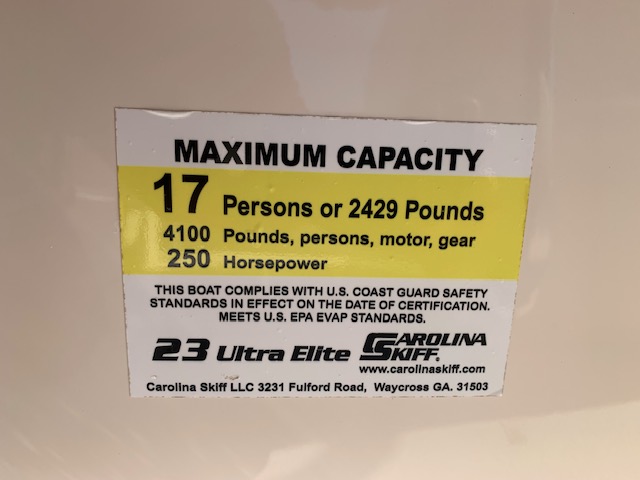 MAXIMUM CAPACITY
17 Persons or 2429 Pounds
4100 Pounds, persons, motor, gear
250 Horsepower
THIS BOAT COMPLIES WITH U.S. COAST GUARD SAFETY
STANDARDS IN EFFECT ON THE DATE OF CERTIFICATION.
MEETS U.S. EPA EVAP STANDARDS.
23 Ultra Elite CAROLINA SKIFF.
www.carolinaskiff.com
Carolina Skiff LLC 3231 Fulford Road, Waycross GA. 31503